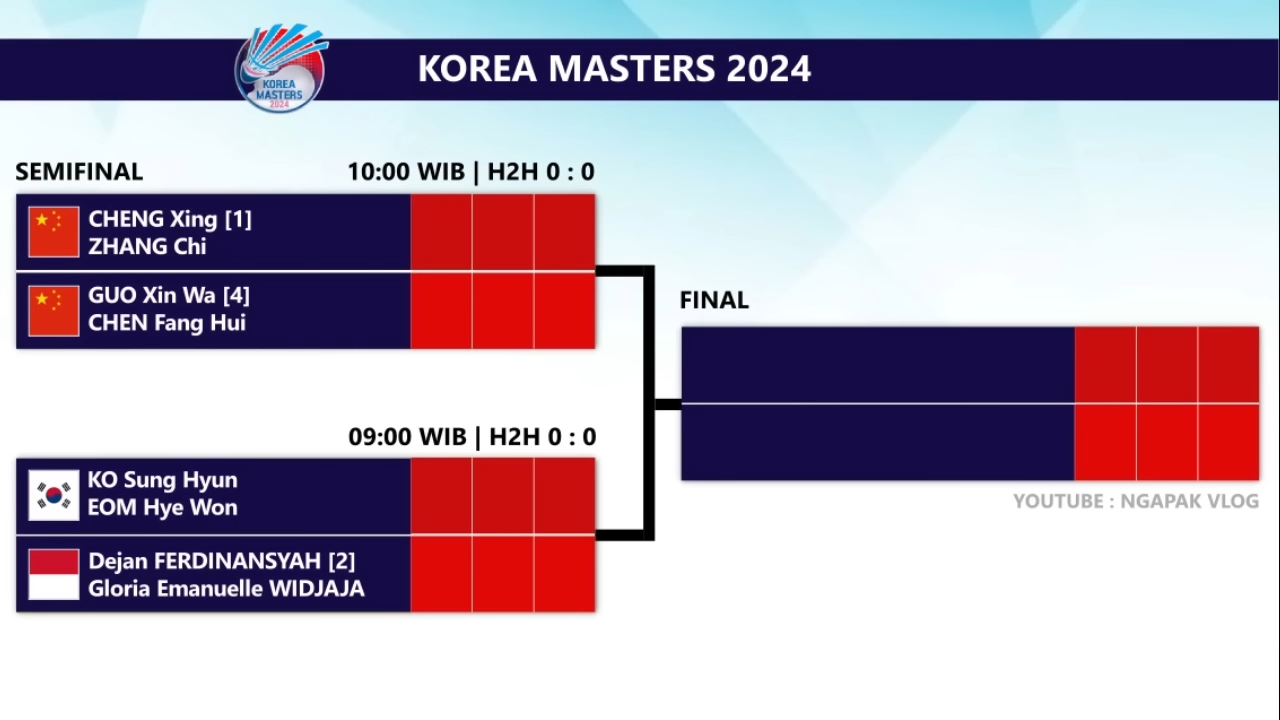 KOREA MASTERS 2024
KOREA
MASTERS
2024
SEMIFINAL
10:00 WIB | H2H 0 : 0
CHENG Xing [1]
ZHANG Chi
GUO Xin Wa [4]
CHEN Fang Hui
09:00 WIB | H2H 0 : 0
KO Sung Hyun
EOM Hye Won
Dejan FERDINANSYAH [2]
Gloria Emanuelle WIDJAJA
FINAL
YOUTUBE : NGAPAK VLOG